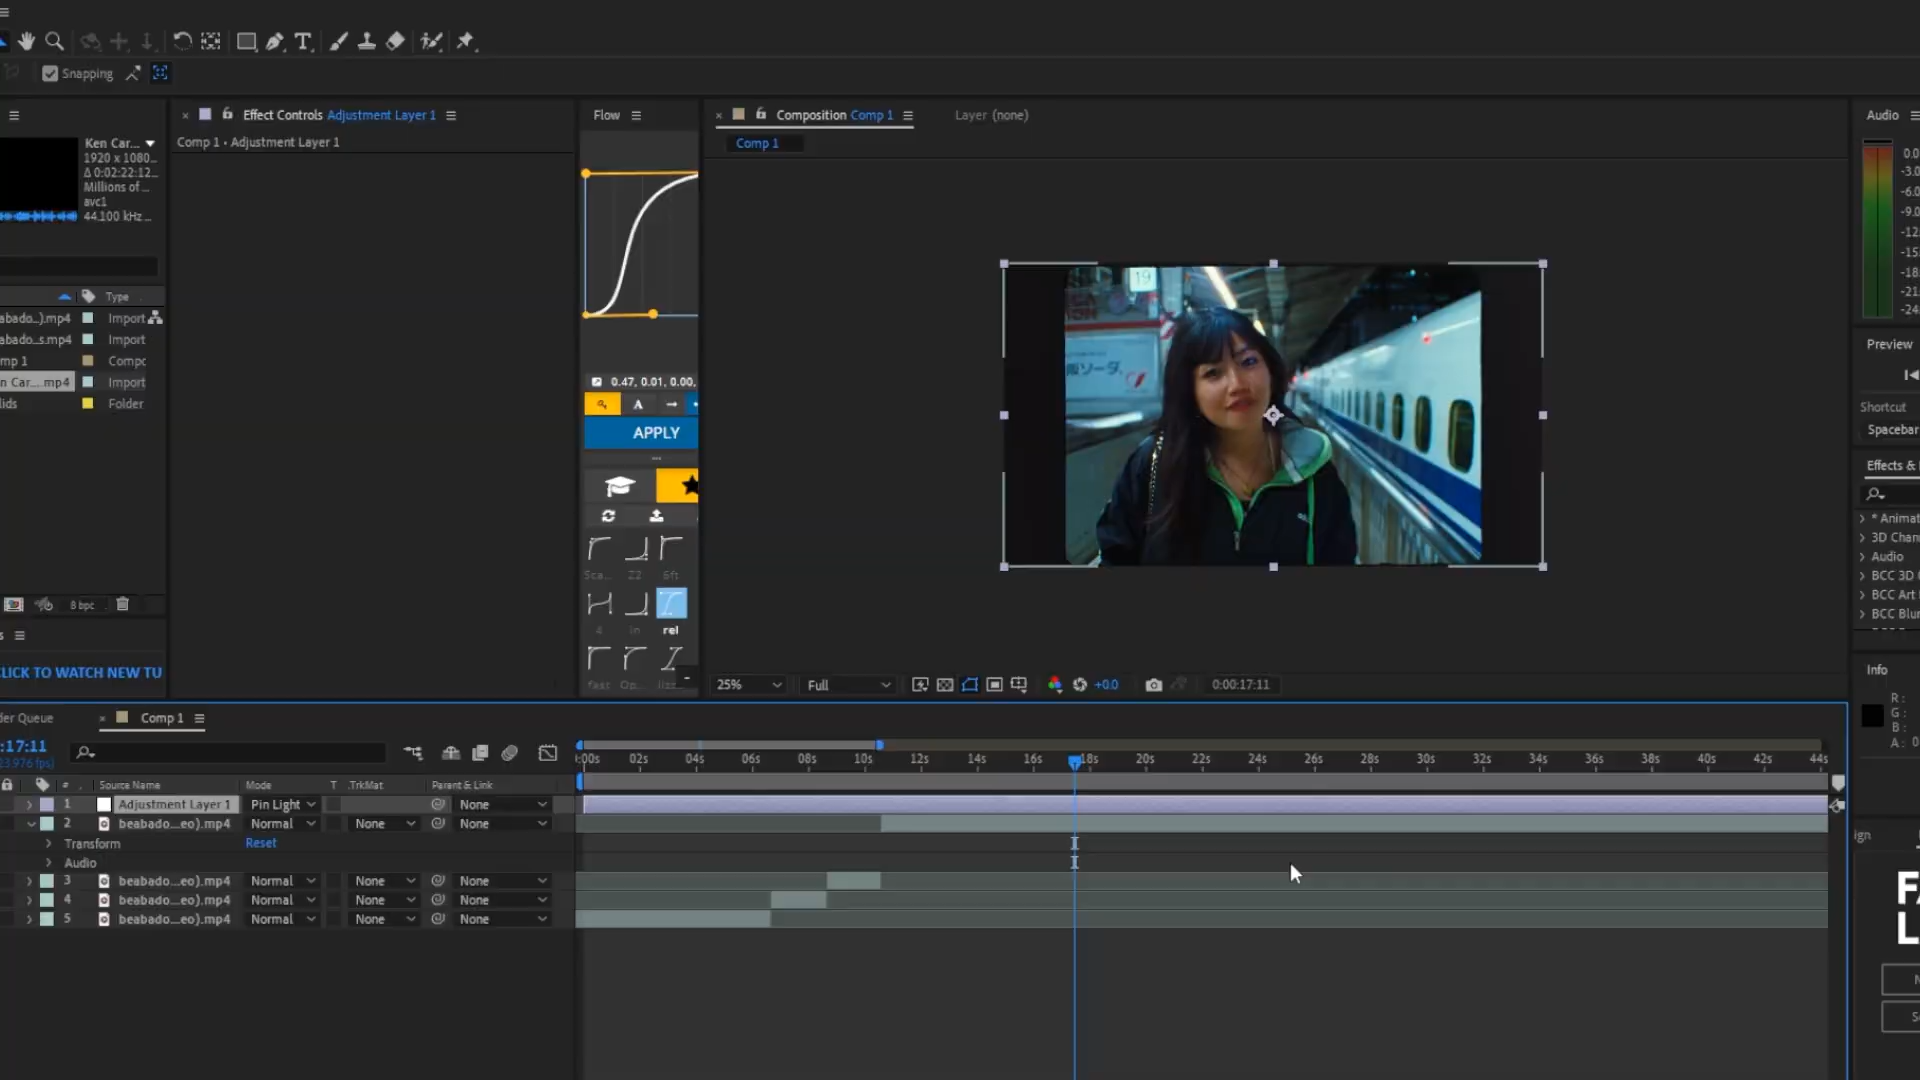 Snapping
Effect Controls Adjustment Layer 1
Flow
Composition Comp 1
Layer (none)
Audio
Comp 1 • Adjustment Layer 1
Comp 1
Ken Car...
1920 x 1080...
Δ 0:02:22:12...
Millions of ...
avc1
44.100 kHz ...
0.0
-3.0
-6.0
-9.0
-12
-15
-18
-21
-24
19
Type
abado...).mp4 Import
abado...s.mp4 Import
mp 1 Compo
n Car....mp4 Import
lids Folder
0.47, 0.01, 0.00,
A
APPLY
Sca...
Z2
6ft
4
in
rel
fast
Op...
Preview
Shortcut
Spacebar
Effects &
* Animat
3D Chan
Audio
BCC 3D
BCC Art
BCC Blur
8 bpc
CLICK TO WATCH NEW TU
25%
Full
+0.0
0:00:17:11
Info
R :
G :
B :
A : 0
der Queue
Comp 1
:17:11
23.976 fps)
:00s 02s 04s 06s 08s 10s 12s 14s 16s 18s 20s 22s 24s 26s 28s 30s 32s 34s 36s 38s 40s 42s 44s
# Source Name Mode T .TrkMat Parent & Link
1 Adjustment Layer 1 Pin Light None
2 beabado...eo).mp4 Normal None None
Transform Reset
Audio
3 beabado...eo).mp4 Normal None None
4 beabado...eo).mp4 Normal None None
5 beabado...eo).mp4 Normal None None
ign